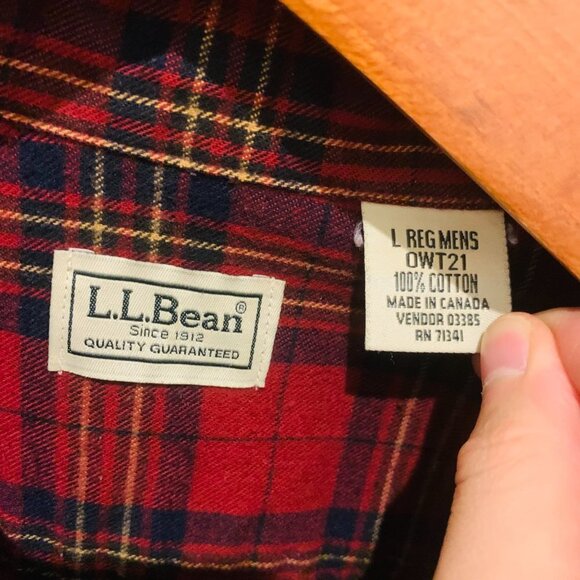 L.L.Bean®
Since 1912
QUALITY GUARANTEED
L REG MENS
OWT21
100% COTTON
MADE IN CANADA
VENDOR 03385
RN 71341